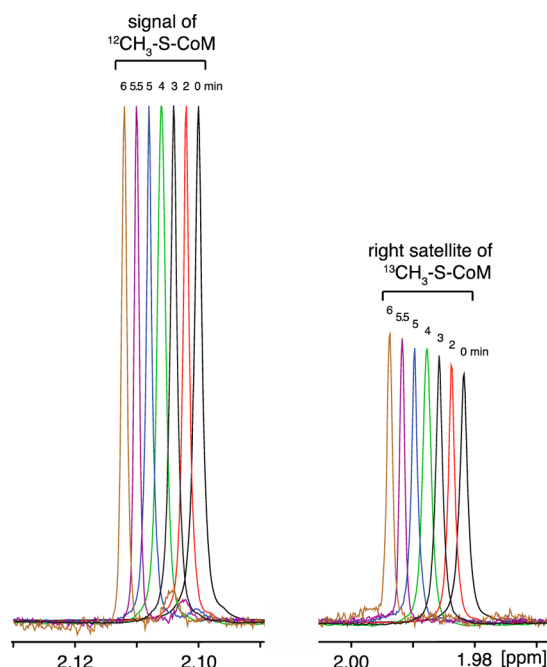 signal of
¹²CH₃-S-CoM
6 5.5 5 4 3 2 0 min
right satellite of
¹³CH₃-S-CoM
6 5.5 5 4 3 2 0 min
2.12 2.10 2.00 1.98 [ppm]